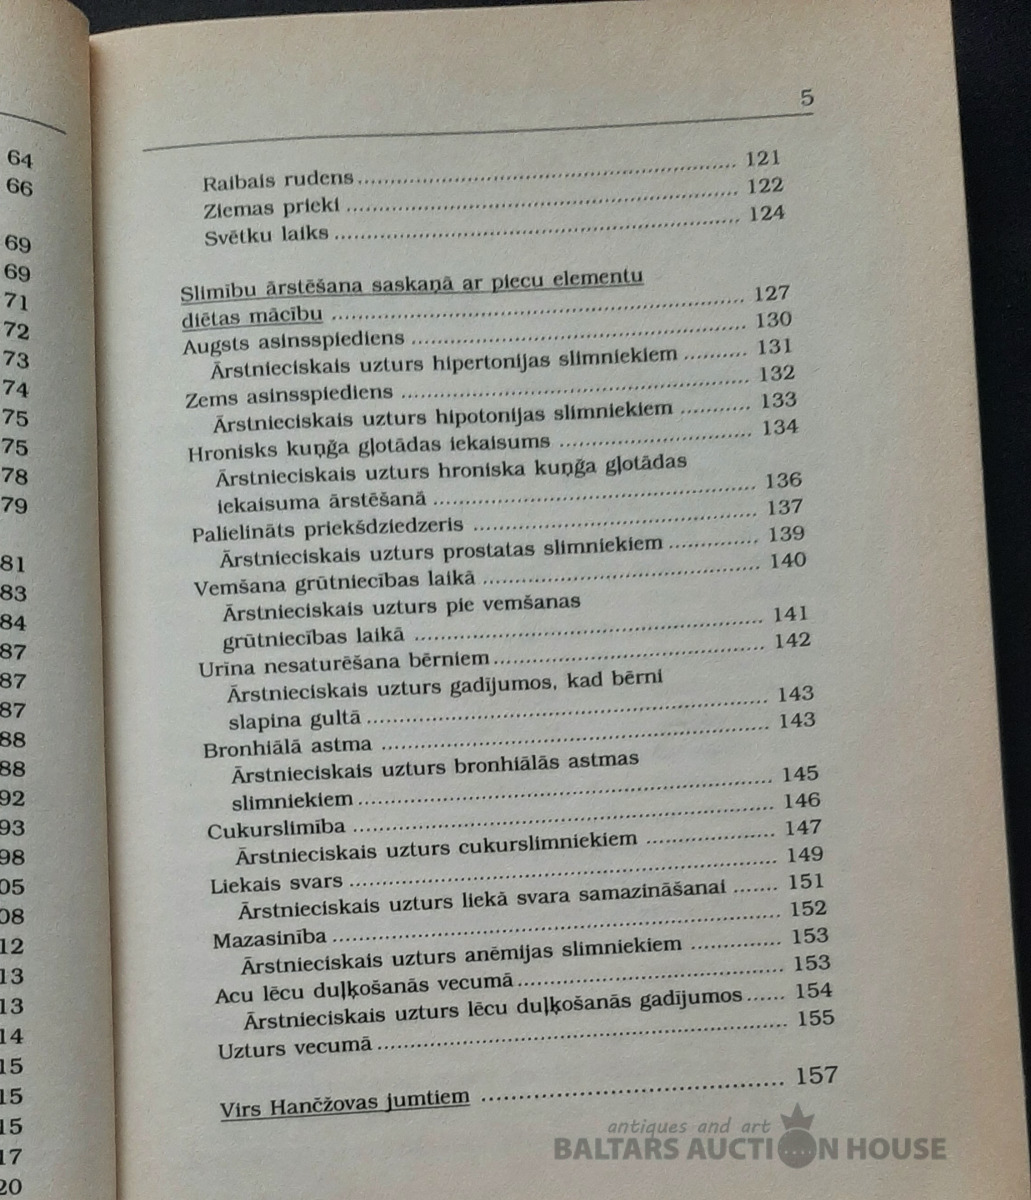 5
Raibais rudens ........ 121
Ziemas prieki ........ 122
Svētku laiks ........ 124
Slimību ārstēšana saskaņā ar piecu elementu
diētas mācību ........ 127
Augsts asinsspiediens ........ 130
Ārstnieciskais uzturs hipertonijas slimniekiem ........ 131
Zems asinsspiediens ........ 132
Ārstnieciskais uzturs hipotonijas slimniekiem ........ 133
Hronisks kuņģa gļotādas iekaisums ........ 134
Ārstnieciskais uzturs hroniska kuņģa gļotādas
iekaisuma ārstēšanā ........ 136
Palielināts priekšdziedzeris ........ 137
Ārstnieciskais uzturs prostatas slimniekiem ........ 139
Vemšana grūtniecības laikā ........ 140
Ārstnieciskais uzturs pie vemšanas
grūtniecības laikā ........ 141
Urīna nesaturēšana bērniem ........ 142
Ārstnieciskais uzturs gadījumos, kad bērni
slapina gultā ........ 143
Bronhiālā astma ........ 143
Ārstnieciskais uzturs bronhiālās astmas
slimniekiem ........ 145
Cukurslimība ........ 146
Ārstnieciskais uzturs cukurslimniekiem ........ 147
Liekais svars ........ 149
Ārstnieciskais uzturs liekā svara samazināšanai ....... 151
Mazasinība ........ 152
Ārstnieciskais uzturs anēmijas slimniekiem ........ 153
Acu lēcu duļķošanās vecumā ........ 153
Ārstnieciskais uzturs lēcu duļķošanās gadījumos ...... 154
Uzturs vecumā ........ 155
Virs Hančžovas jumtiem ........ 157
64
66
69
69
71
72
73
74
75
75
78
79
81
83
84
87
87
87
88
88
92
93
98
05
08
12
13
13
14
15
15
15
17
20
antiques and art
BALTARS AUCTION HOUSE